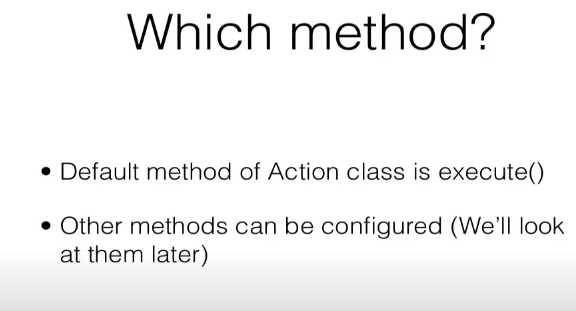 Which method?
• Default method of Action class is execute()
• Other methods can be configured (We'll look
at them later)